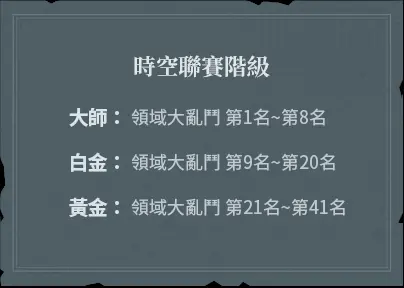 時空聯賽階級
大師：領域大亂鬥 第1名~第8名
白金：領域大亂鬥 第9名~第20名
黃金：領域大亂鬥 第21名~第41名